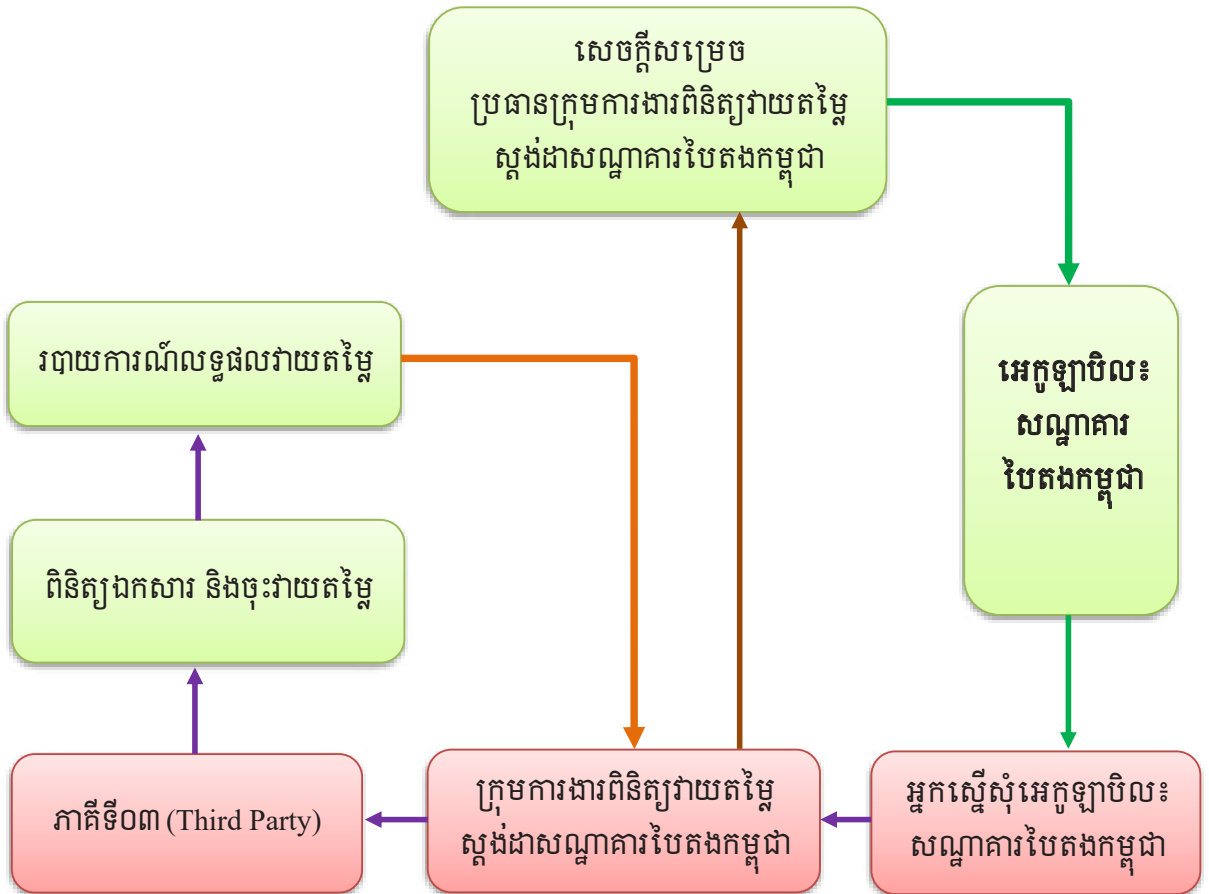 សេចក្តីសម្រេច
ប្រធានក្រុមការងារពិនិត្យវាយតម្លៃ
ស្តង់ដាសណ្ឋាគារបៃតងកម្ពុជា
របាយការណ៍លទ្ធផលវាយតម្លៃ
អេកូឡាបិល៖
សណ្ឋាគារ
បៃតងកម្ពុជា
ពិនិត្យឯកសារ និងចុះវាយតម្លៃ
ភាគីទី០៣ (Third Party)
ក្រុមការងារពិនិត្យវាយតម្លៃ
ស្តង់ដាសណ្ឋាគារបៃតងកម្ពុជា
អ្នកស្នើសុំអេកូឡាបិល៖
សណ្ឋាគារបៃតងកម្ពុជា